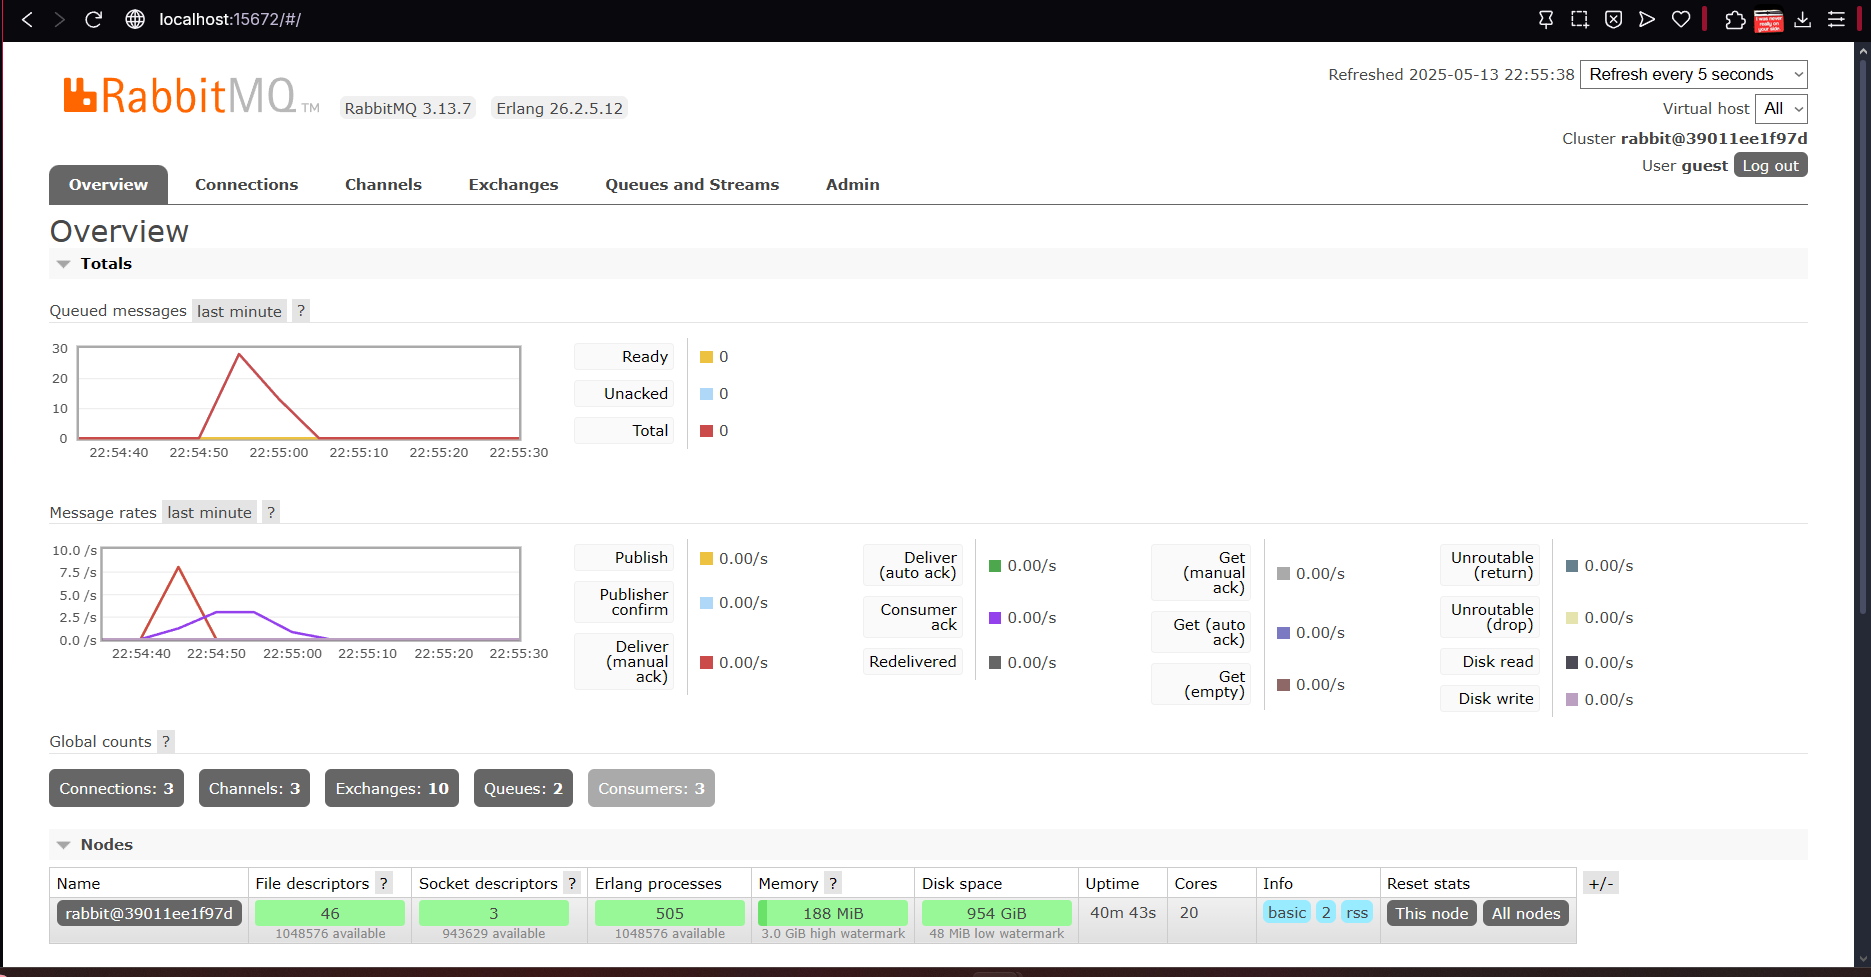 localhost:15672/#/
I was never
really on
your side.
Refreshed 2025-05-13 22:55:38 Refresh every 5 seconds
RabbitMQ TM RabbitMQ 3.13.7 Erlang 26.2.5.12
Virtual host All
Cluster rabbit@39011ee1f97d
User guest Log out
Overview Connections Channels Exchanges Queues and Streams Admin
Overview
Totals
Queued messages last minute ?
30
20
10
0
22:54:40 22:54:50 22:55:00 22:55:10 22:55:20 22:55:30
Ready 0
Unacked 0
Total 0
Message rates last minute ?
10.0 /s
7.5 /s
5.0 /s
2.5 /s
0.0 /s
22:54:40 22:54:50 22:55:00 22:55:10 22:55:20 22:55:30
Publish 0.00/s
Publisher
confirm 0.00/s
Deliver
(manual
ack) 0.00/s
Deliver
(auto ack) 0.00/s
Consumer
ack 0.00/s
Redelivered 0.00/s
Get
(manual
ack) 0.00/s
Get (auto
ack) 0.00/s
Get
(empty) 0.00/s
Unroutable
(return) 0.00/s
Unroutable
(drop) 0.00/s
Disk read 0.00/s
Disk write 0.00/s
Global counts ?
Connections: 3 Channels: 3 Exchanges: 10 Queues: 2 Consumers: 3
Nodes
Name File descriptors ? Socket descriptors ? Erlang processes Memory ? Disk space Uptime Cores Info Reset stats +/-
rabbit@39011ee1f97d 46 3 505 188 MiB 954 GiB 40m 43s 20 basic 2 rss This node All nodes
1048576 available 943629 available 1048576 available 3.0 GiB high watermark 48 MiB low watermark